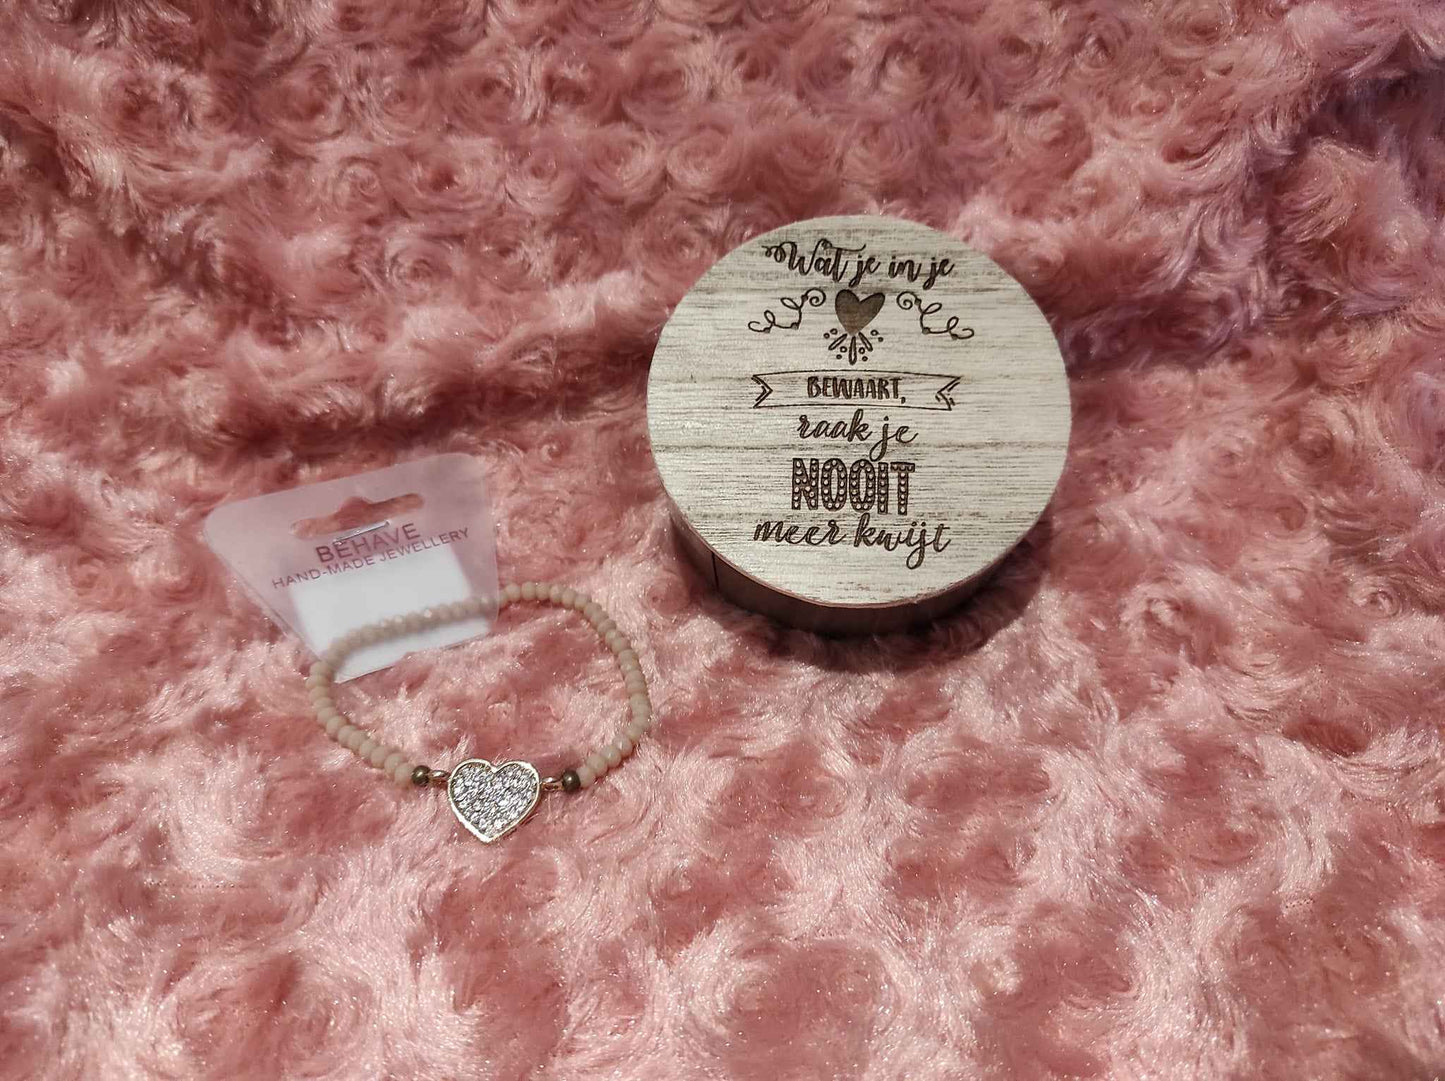 Wat je in je
BEWAART,
raak je
NOOIT
meer kwijt
BEHAVE
HAND-MADE JEWELLERY